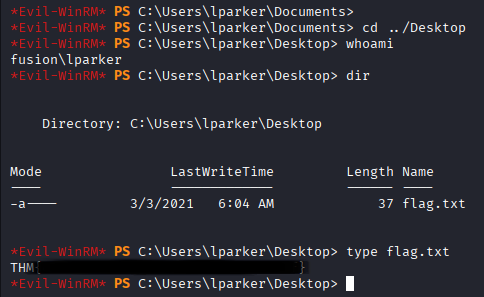 *Evil-WinRM* PS C:\Users\lparker\Documents>
*Evil-WinRM* PS C:\Users\lparker\Documents> cd ../Desktop
*Evil-WinRM* PS C:\Users\lparker\Desktop> whoami
fusion\lparker
*Evil-WinRM* PS C:\Users\lparker\Desktop> dir
Directory: C:\Users\lparker\Desktop
Mode LastWriteTime Length Name
---- ------------- ------ ----
-a---- 3/3/2021 6:04 AM 37 flag.txt
*Evil-WinRM* PS C:\Users\lparker\Desktop> type flag.txt
THM{ }
*Evil-WinRM* PS C:\Users\lparker\Desktop>